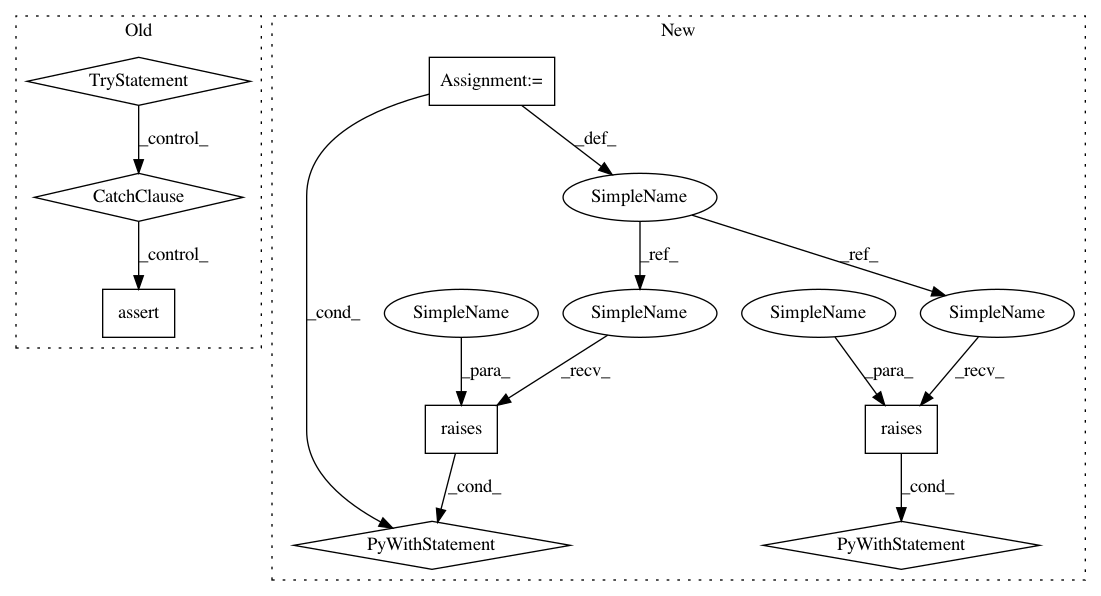 Old
New
TryStatement
Assignment:=
_control_
_def_
CatchClause
SimpleName
_control_
_ref_
_ref_
assert
_cond_
SimpleName
SimpleName
SimpleName
SimpleName
_para_
_recv_
_para_
_recv_
raises
raises
_cond_
_cond_
PyWithStatement
PyWithStatement